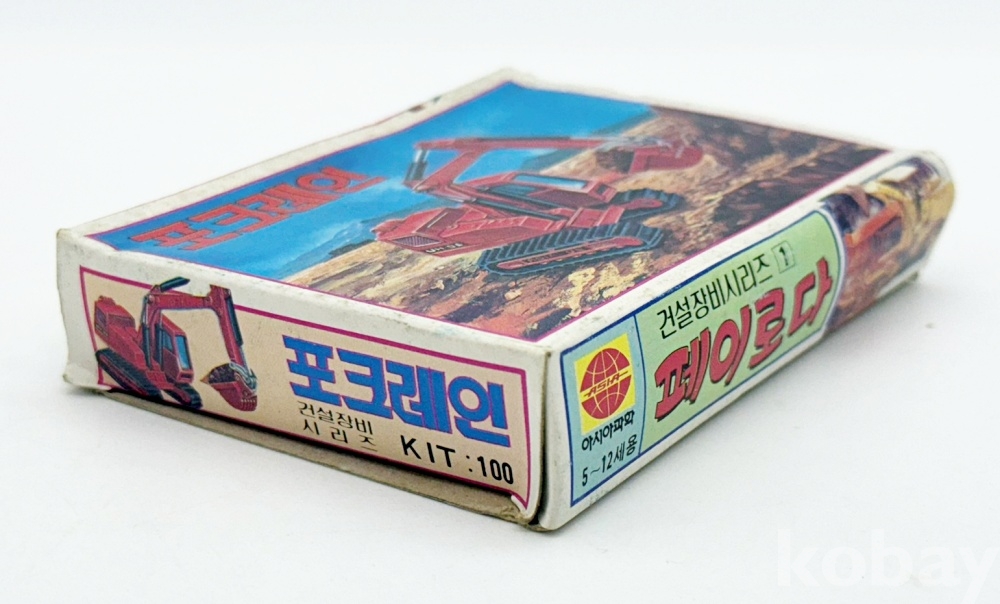 포크레인
포크레인
건설장비
시리즈
KIT : 100
건설장비시리즈 1
페이로다
ASIA
아시아과학
5~12세용
kobay